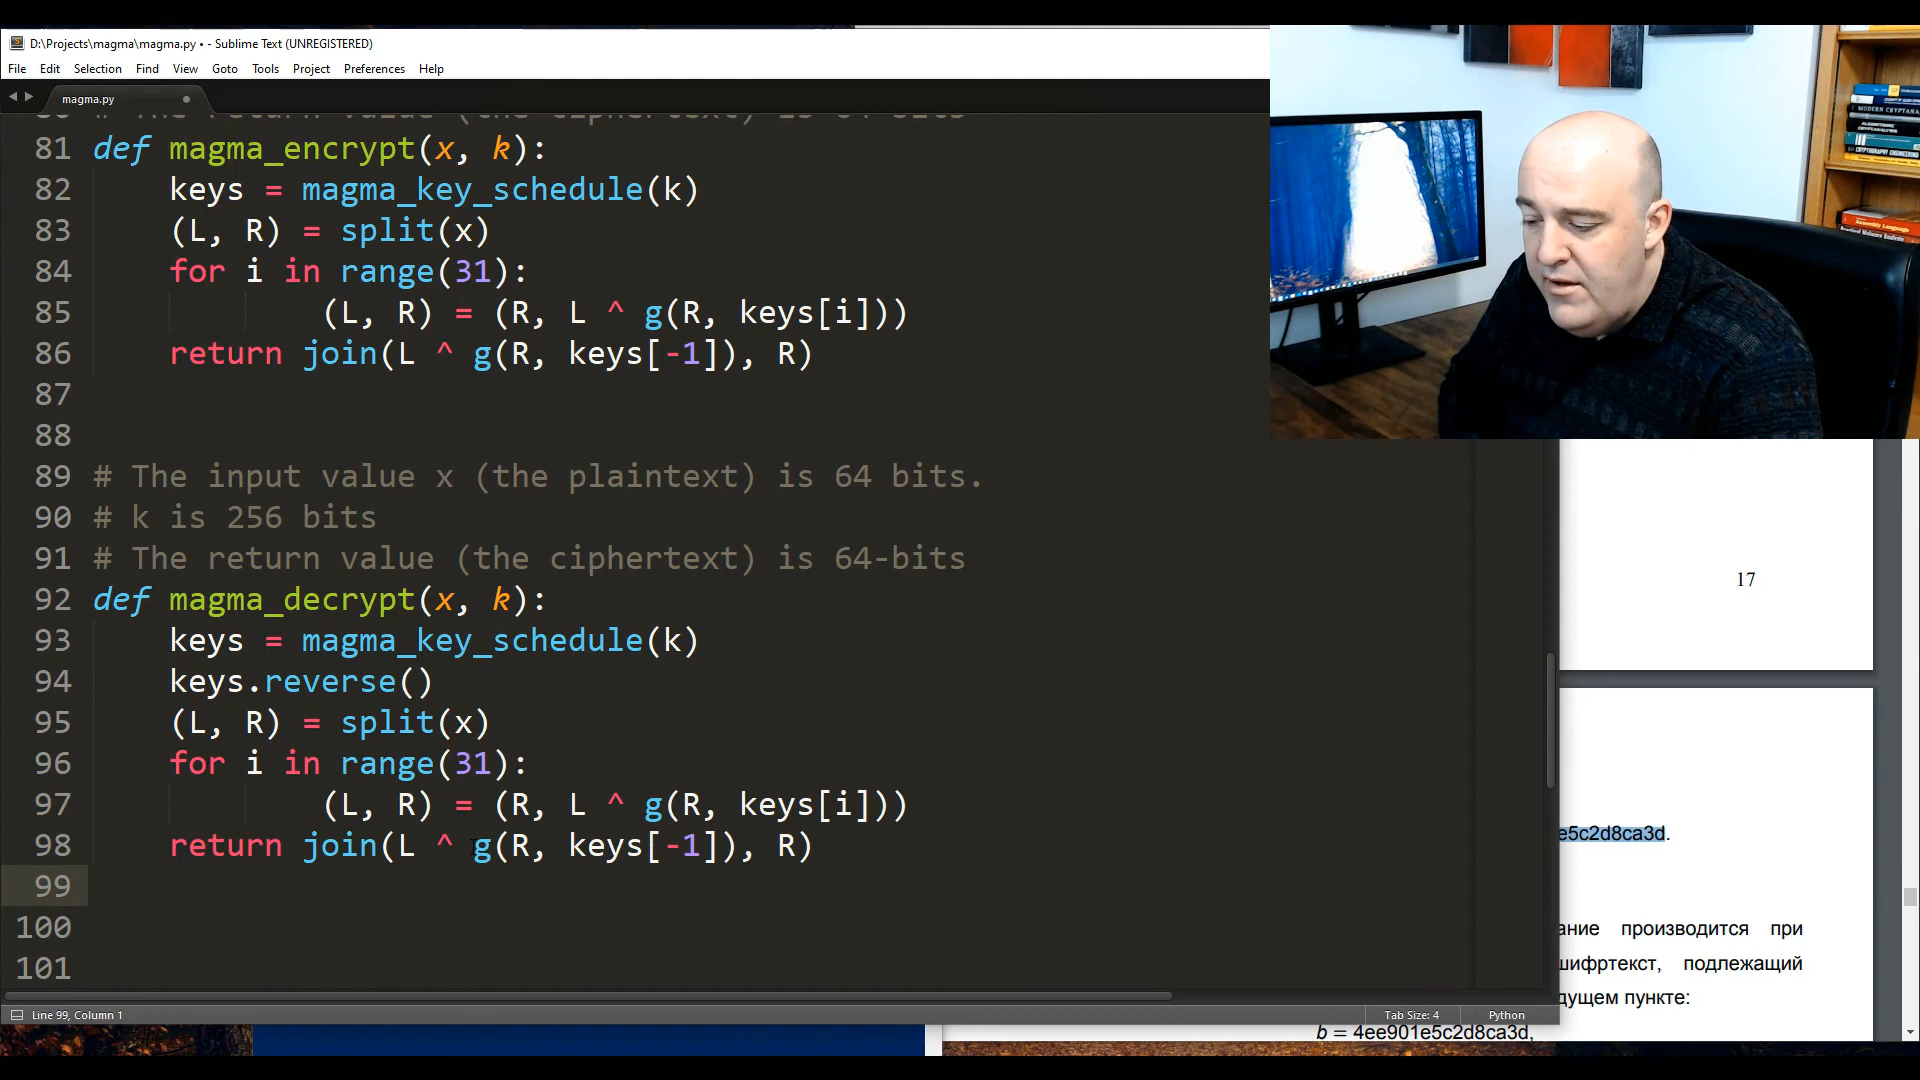 D:\Projects\magma\magma.py • - Sublime Text (UNREGISTERED)
File Edit Selection Find View Goto Tools Project Preferences Help
magma.py
81 def magma_encrypt(x, k):
82 keys = magma_key_schedule(k)
83 (L, R) = split(x)
84 for i in range(31):
85 (L, R) = (R, L ^ g(R, keys[i]))
86 return join(L ^ g(R, keys[-1]), R)
87
88
89 # The input value x (the plaintext) is 64 bits.
90 # k is 256 bits
91 # The return value (the ciphertext) is 64-bits
92 def magma_decrypt(x, k):
93 keys = magma_key_schedule(k)
94 keys.reverse()
95 (L, R) = split(x)
96 for i in range(31):
97 (L, R) = (R, L ^ g(R, keys[i]))
98 return join(L ^ g(R, keys[-1]), R)
99
100
101
Line 99, Column 1
Tab Size: 4 Python
17
e5c2d8ca3d.
ание производится при
шифртекст, подлежащий
дущем пункте:
b = 4ee901e5c2d8ca3d,